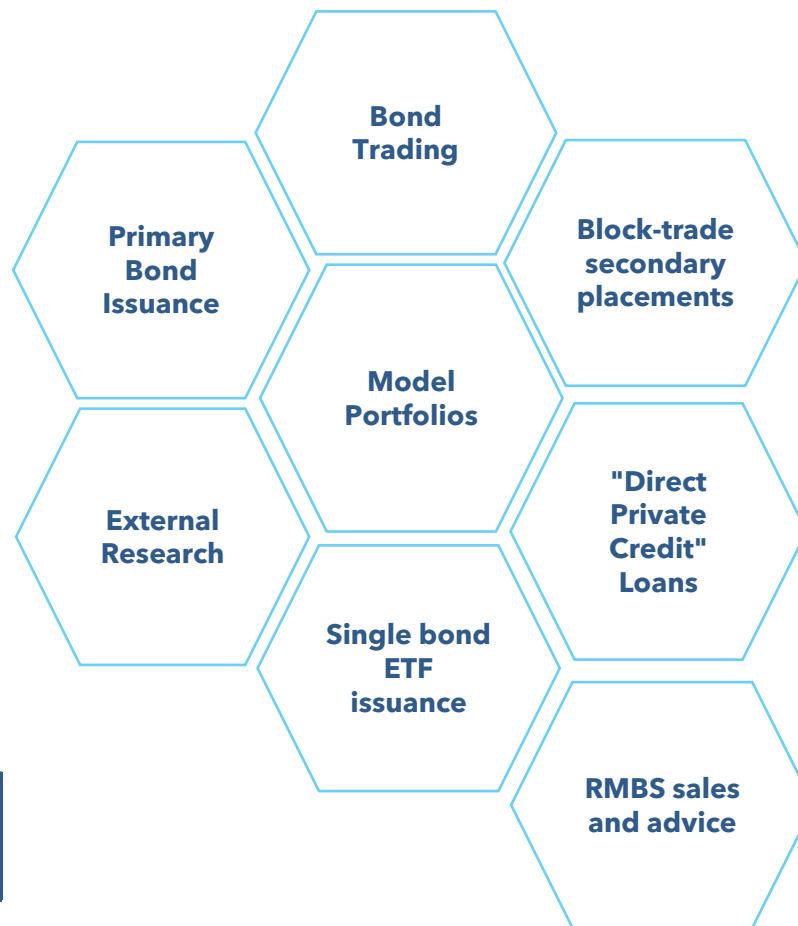 Bond
Trading
Primary
Bond
Issuance
Block-trade
secondary
placements
Model
Portfolios
External
Research
"Direct
Private
Credit"
Loans
Single bond
ETF
issuance
RMBS sales
and advice